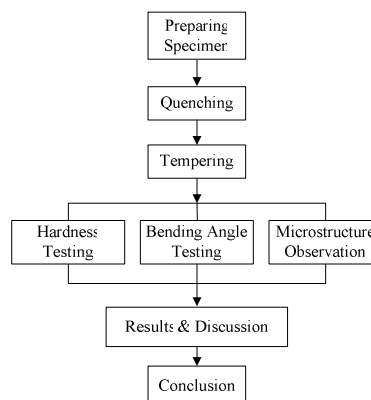 Preparing
Specimen
Quenching
Tempering
Hardness
Testing
Bending Angle
Testing
Microstructure
Observation
Results & Discussion
Conclusion